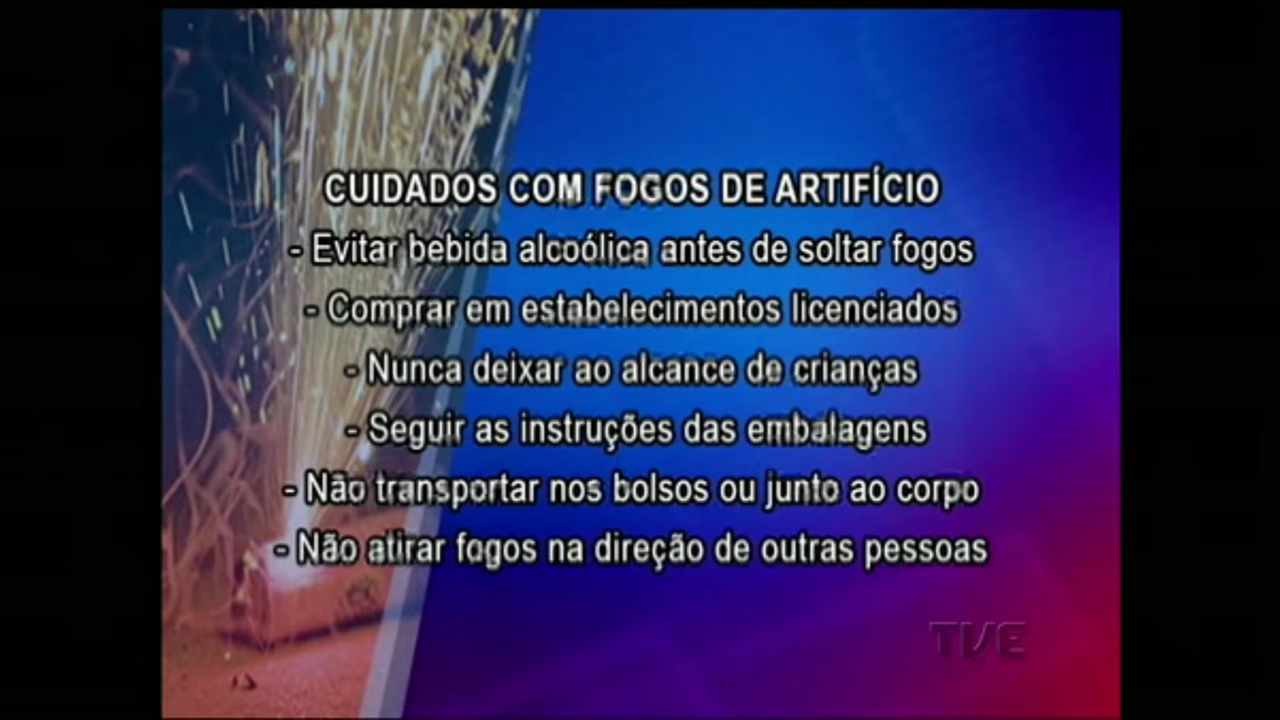 CUIDADOS COM FOGOS DE ARTIFÍCIO
- Evitar bebida alcoólica antes de soltar fogos
- Comprar em estabelecimentos licenciados
- Nunca deixar ao alcance de crianças
- Seguir as instruções das embalagens
- Não transportar nos bolsos ou junto ao corpo
- Não atirar fogos na direção de outras pessoas
TVE